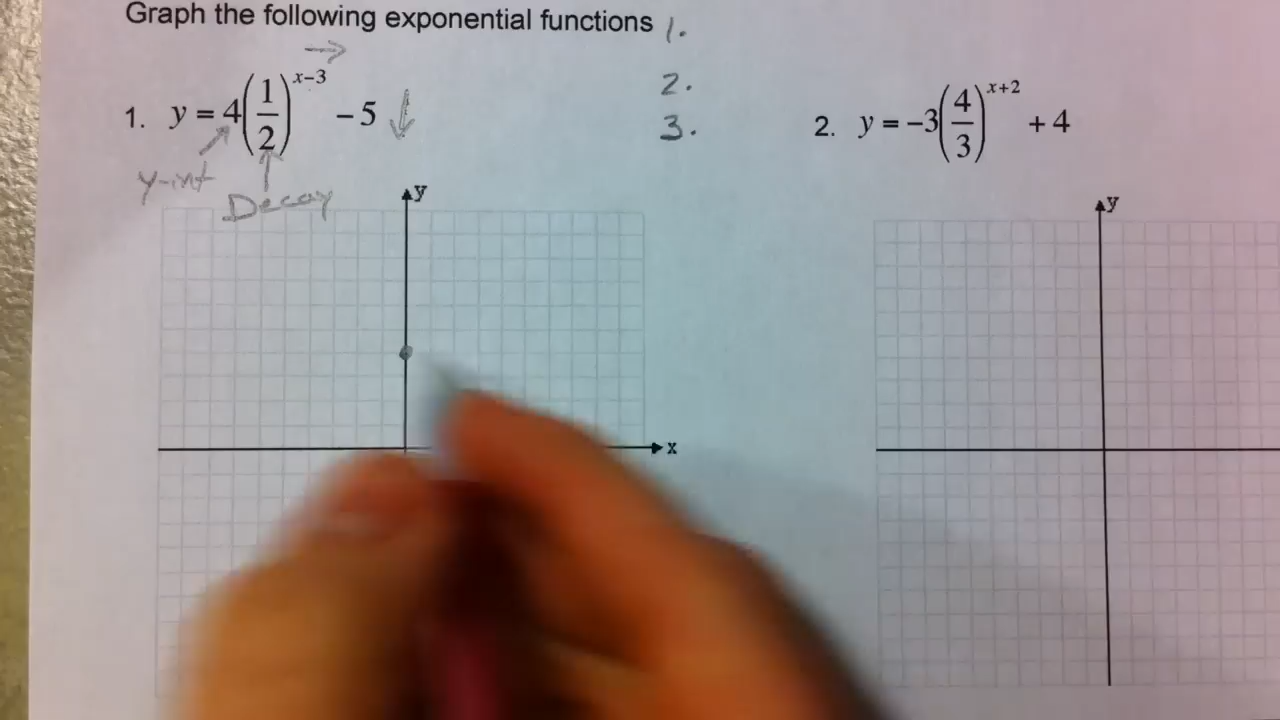 Graph the following exponential functions 1.
2.
3.
→
1. y = 4(1/2)^{x-3} - 5 ↓
y-int
Decay
y
x
2. y = -3(4/3)^{x+2} + 4
y